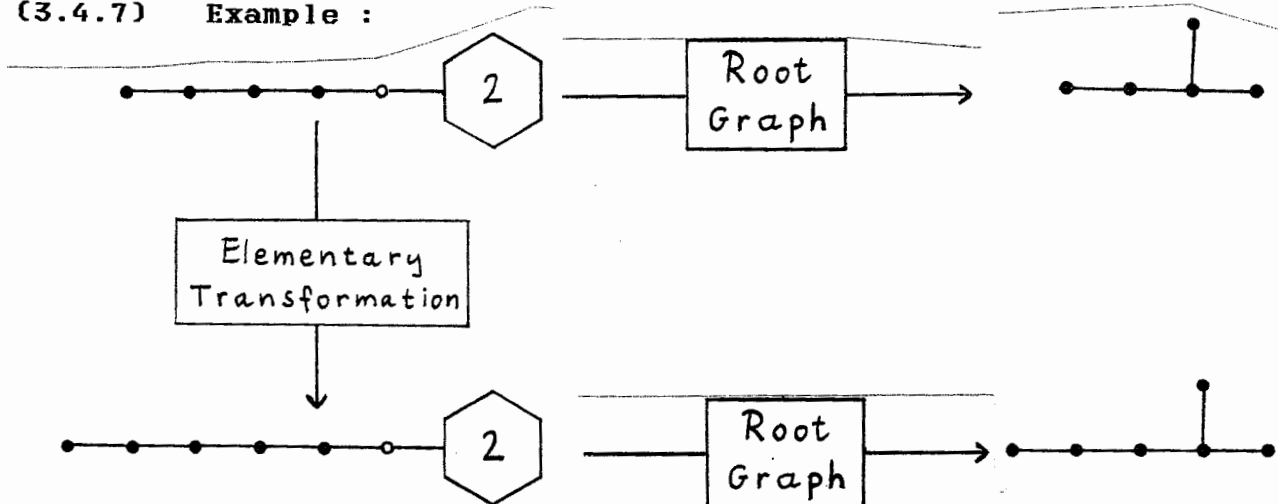 (3.4.7) Example :
2
Root
Graph
Elementary
Transformation
2
Root
Graph